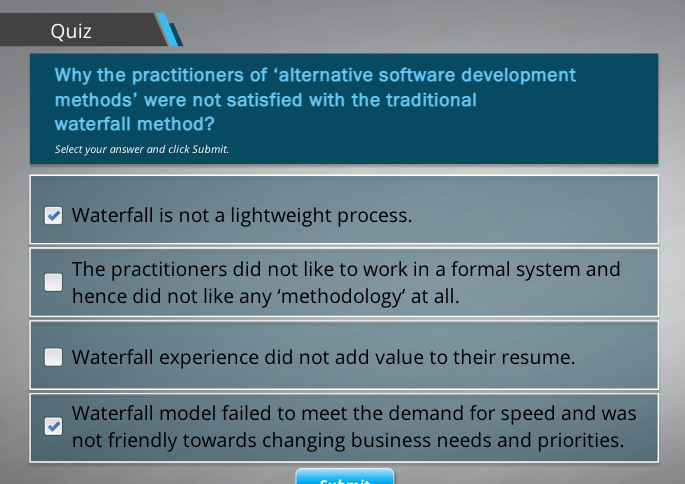 Quiz
Why the practitioners of ‘alternative software development
methods’ were not satisfied with the traditional
waterfall method?
Select your answer and click Submit.
Waterfall is not a lightweight process.
The practitioners did not like to work in a formal system and
hence did not like any ‘methodology’ at all.
Waterfall experience did not add value to their resume.
Waterfall model failed to meet the demand for speed and was
not friendly towards changing business needs and priorities.
Submit